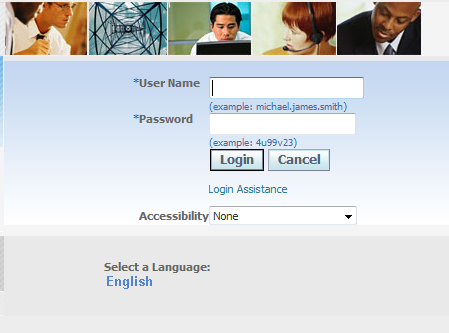 *User Name
(example: michael.james.smith)
*Password
(example: 4u99v23)
Login Cancel
Login Assistance
Accessibility None
Select a Language:
English